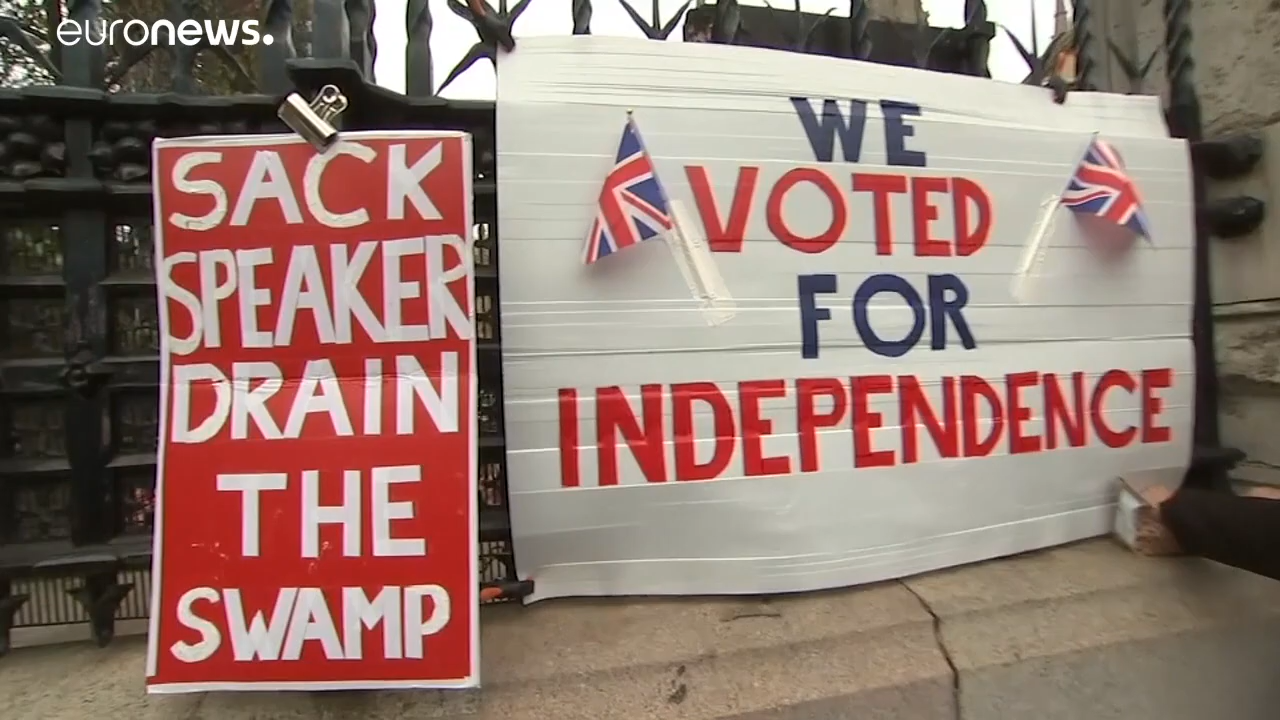 euronews.
SACK
SPEAKER
DRAIN
THE
SWAMP
WE
VOTED
FOR
INDEPENDENCE